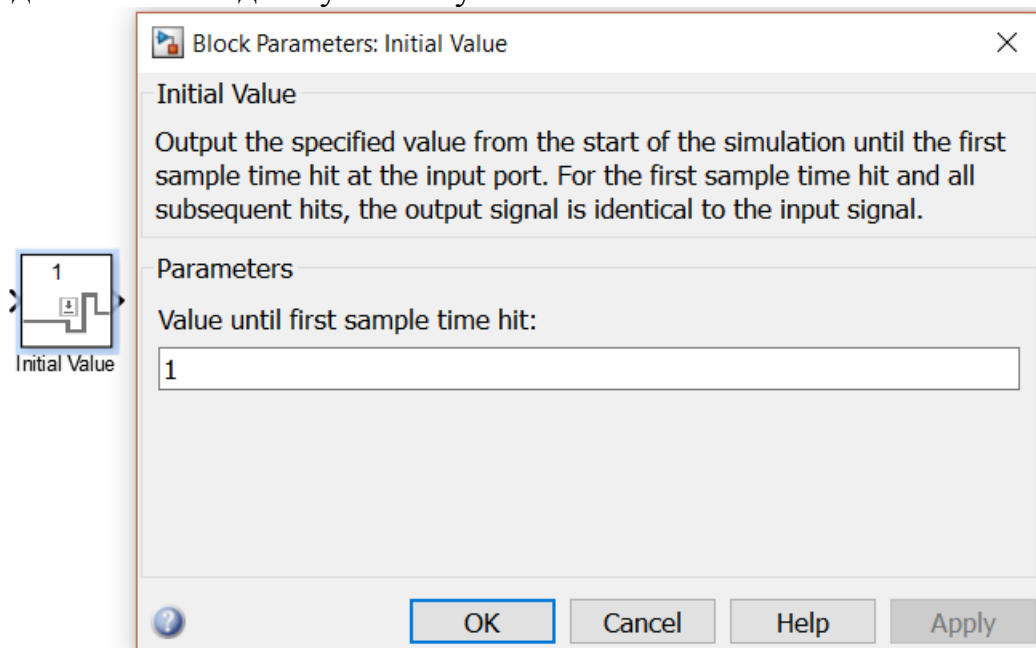 Block Parameters: Initial Value
Initial Value
Output the specified value from the start of the simulation until the first
sample time hit at the input port. For the first sample time hit and all
subsequent hits, the output signal is identical to the input signal.
1
Initial Value
Parameters
Value until first sample time hit:
1
OK Cancel Help Apply